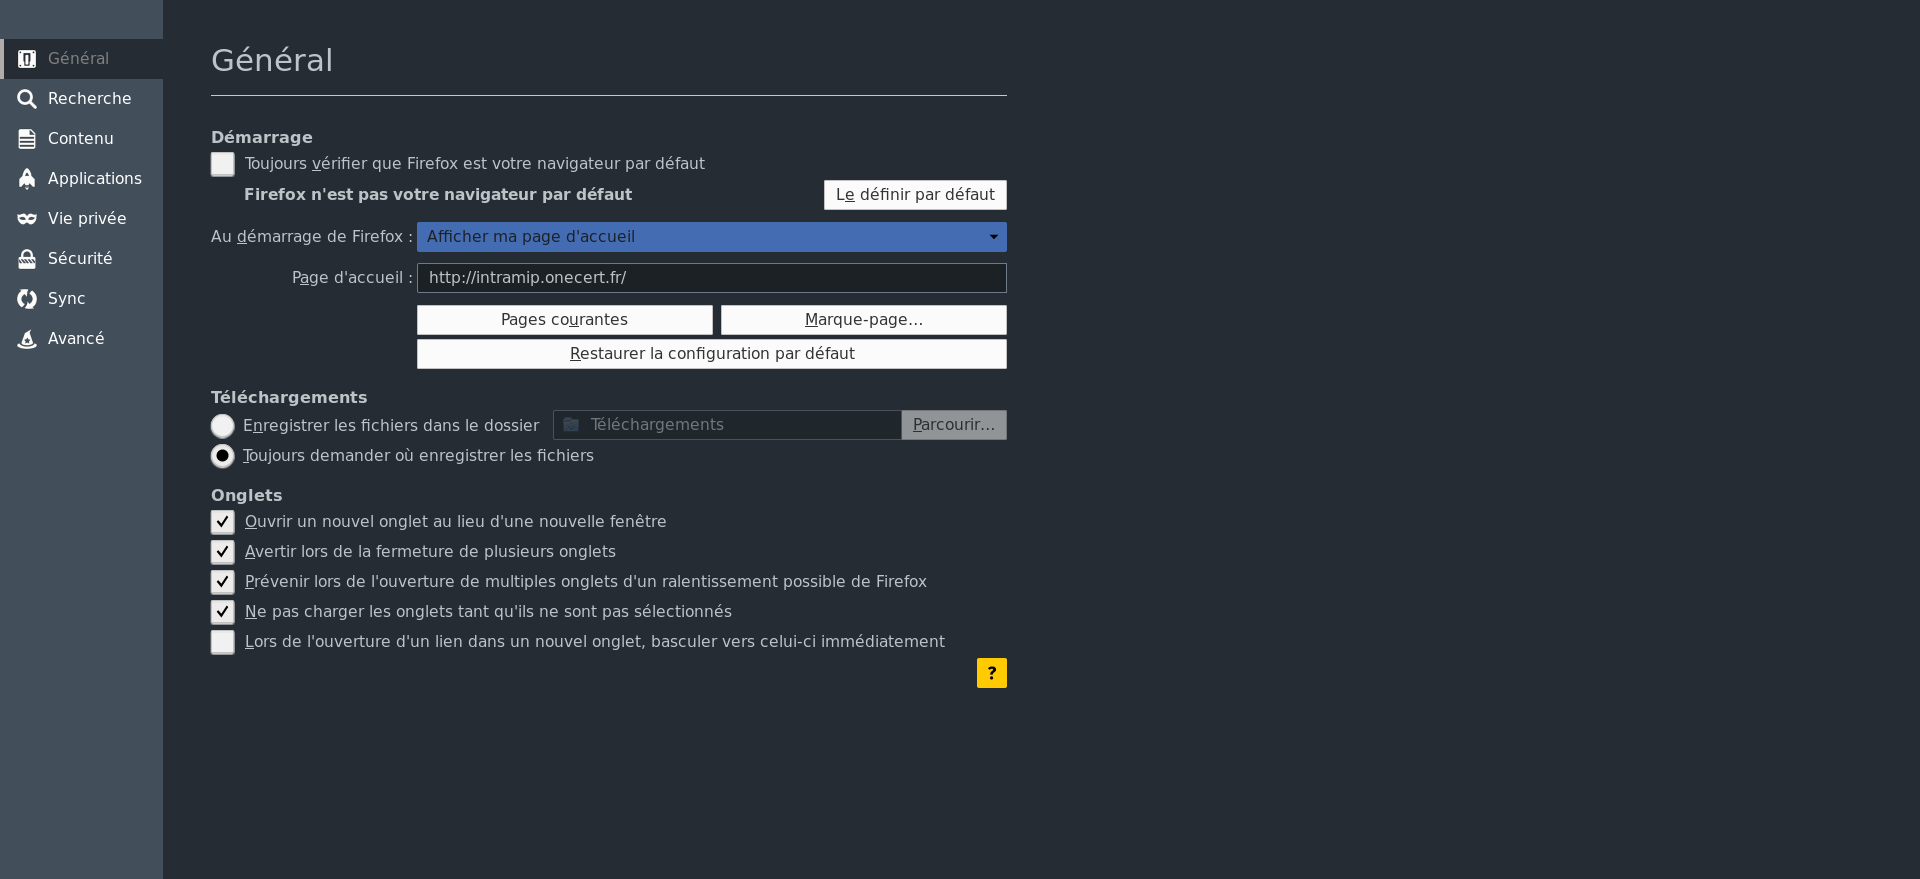 Général
Recherche
Contenu
Applications
Vie privée
Sécurité
Sync
Avancé
Général
Démarrage
Toujours vérifier que Firefox est votre navigateur par défaut
Firefox n'est pas votre navigateur par défaut
Le définir par défaut
Au démarrage de Firefox :
Afficher ma page d'accueil
Page d'accueil :
http://intramip.onecert.fr/
Pages courantes
Marque-page...
Restaurer la configuration par défaut
Téléchargements
Enregistrer les fichiers dans le dossier
Téléchargements
Parcourir...
Toujours demander où enregistrer les fichiers
Onglets
Ouvrir un nouvel onglet au lieu d'une nouvelle fenêtre
Avertir lors de la fermeture de plusieurs onglets
Prévenir lors de l'ouverture de multiples onglets d'un ralentissement possible de Firefox
Ne pas charger les onglets tant qu'ils ne sont pas sélectionnés
Lors de l'ouverture d'un lien dans un nouvel onglet, basculer vers celui-ci immédiatement
?